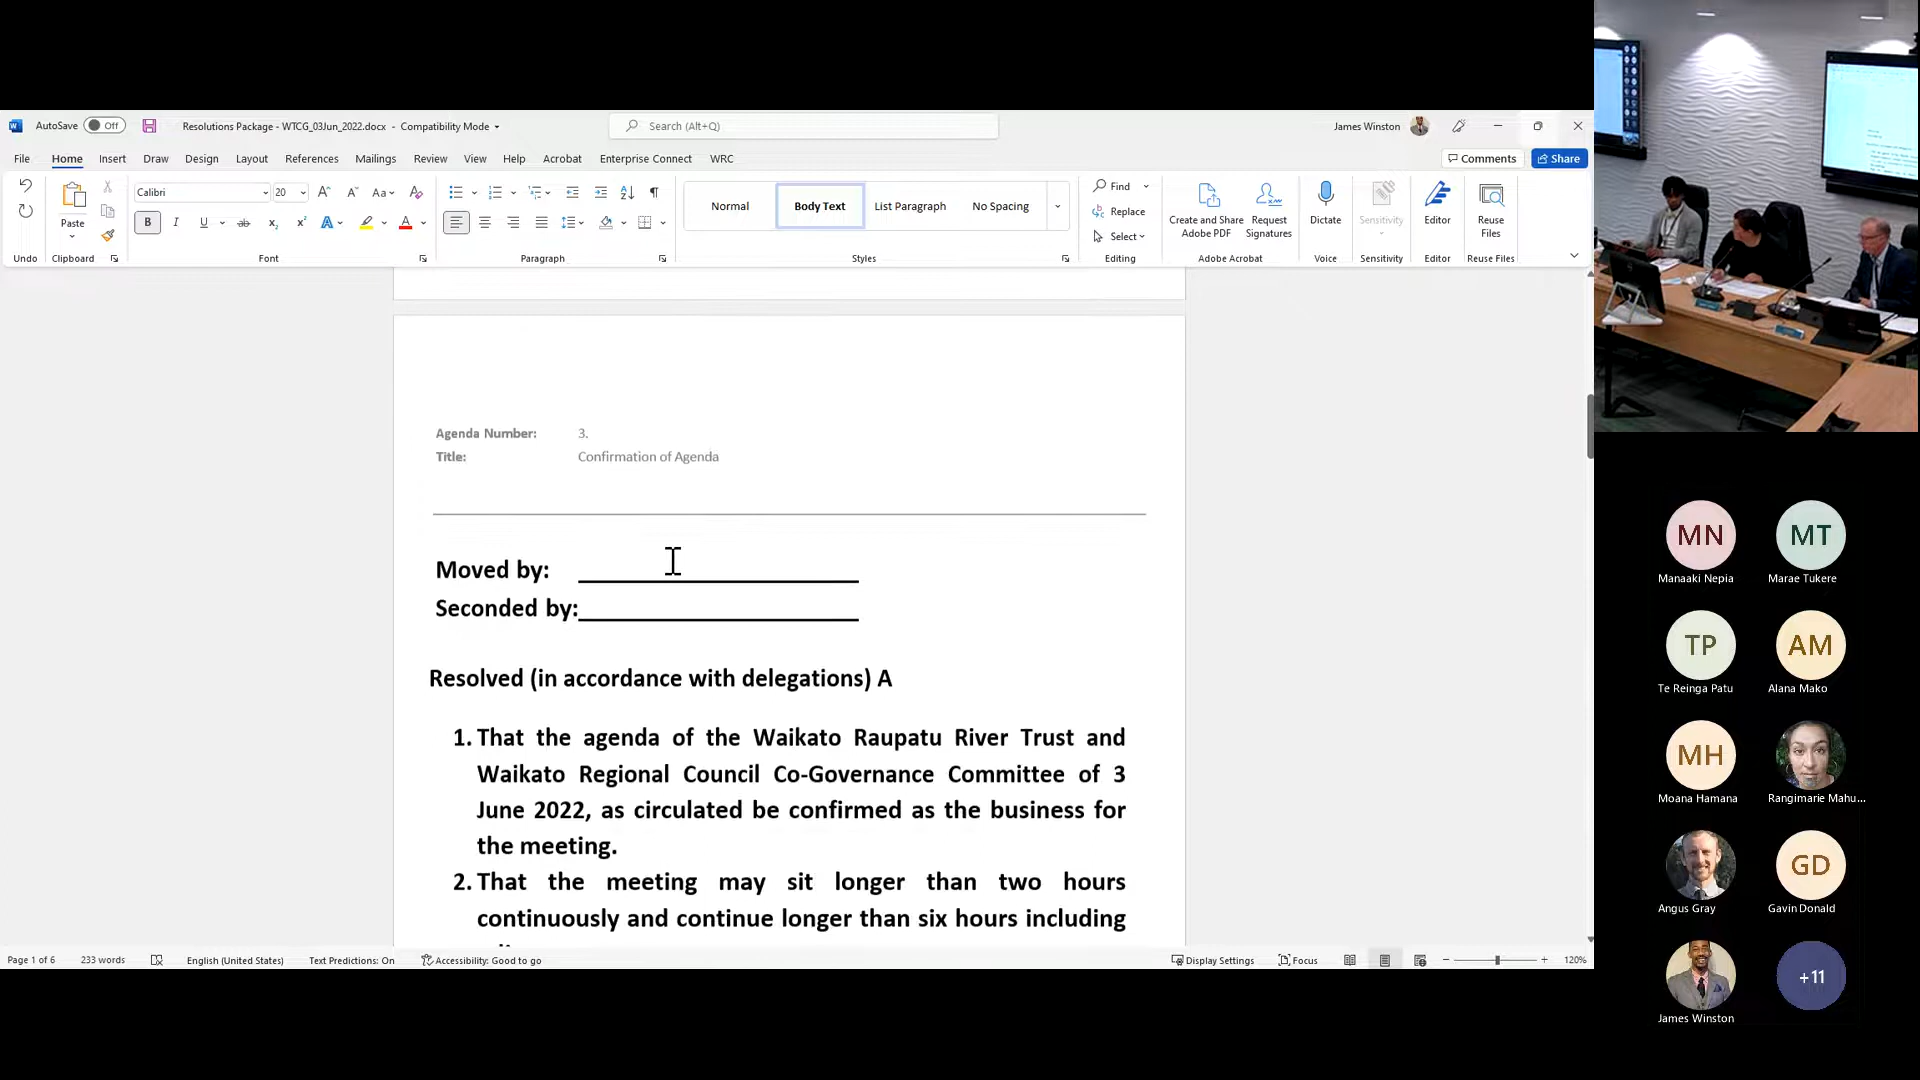 AutoSave Off Resolutions Package - WTCG_03Jun_2022.docx - Compatibility Mode Search (Alt+Q) James Winston
File Home Insert Draw Design Layout References Mailings Review View Help Acrobat Enterprise Connect WRC Comments Share
Calibri 20
Paste
Normal Body Text List Paragraph No Spacing
Find
Replace
Select
Create and Share Adobe PDF
Request Signatures
Dictate
Sensitivity
Editor
Reuse Files
Undo Clipboard Font Paragraph Styles Editing Adobe Acrobat Voice Sensitivity Editor Reuse Files
Agenda Number: 3.
Title: Confirmation of Agenda
Moved by:
Seconded by:
Resolved (in accordance with delegations) A
1. That the agenda of the Waikato Raupatu River Trust and
Waikato Regional Council Co-Governance Committee of 3
June 2022, as circulated be confirmed as the business for
the meeting.
2. That the meeting may sit longer than two hours
continuously and continue longer than six hours including
Page 1 of 6 233 words English (United States) Text Predictions: On Accessibility: Good to go Display Settings Focus 120%
MN MT
Manaaki Nepia Marae Tukere
TP AM
Te Reinga Patu Alana Mako
MH
Moana Hamana Rangimarie Mahu...
GD
Angus Gray Gavin Donald
+11
James Winston